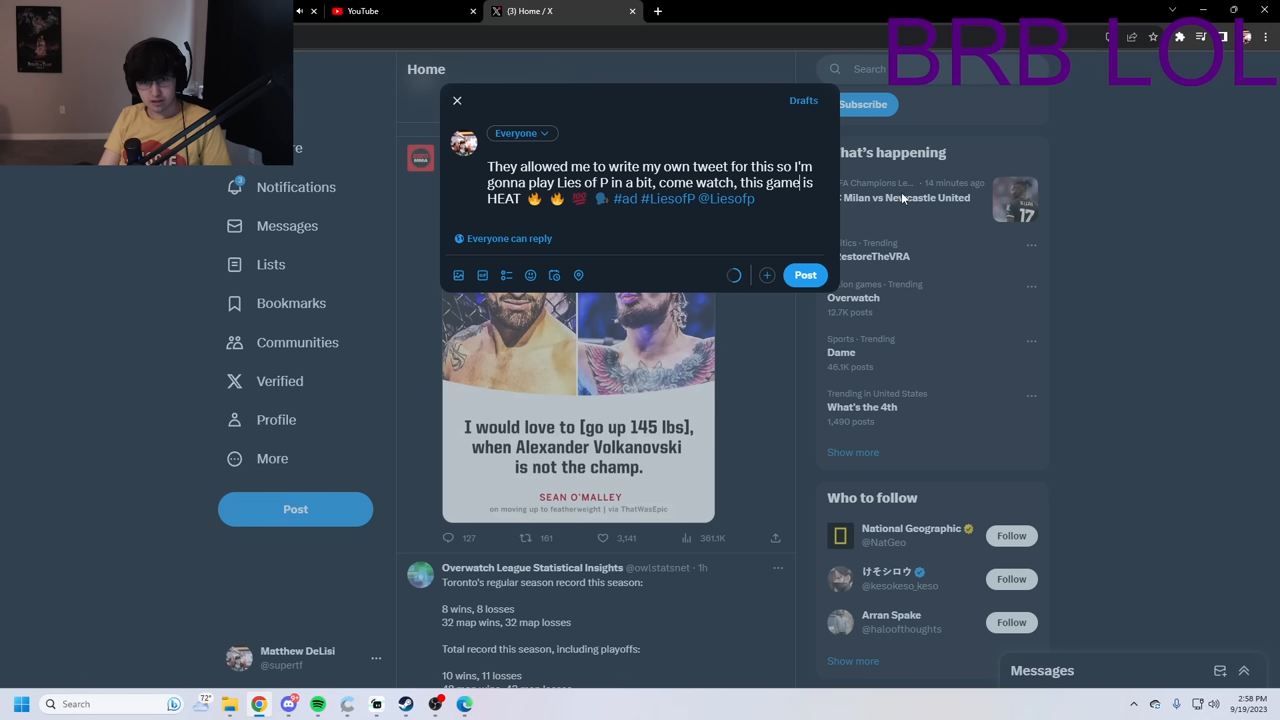 YouTube
BRB LOL
Home
Search
Subscribe
Drafts
Everyone
They allowed me to write my own tweet for this so I'm
gonna play Lies of P in a bit, come watch, this game is
HEAT 🔥 🔥 💯 🗣 #ad #LiesofP @Liesofp
Everyone can reply
Post
3
Notifications
Messages
Lists
Bookmarks
Communities
Verified
Profile
More
Post
Matthew DeLisi
@supertf
I would love to [go up 145 lbs],
when Alexander Volkanovski
is not the champ.
SEAN O'MALLEY
on moving up to featherweight | via ThatWasEpic
127 161 3,141 361.1K
Overwatch League Statistical Insights @owlstatsnet · 1h
Toronto's regular season record this season:
8 wins, 8 losses
32 map wins, 32 map losses
Total record this season, including playoffs:
10 wins, 11 losses
hat's happening
FA Champions Le... · 14 minutes ago
C Milan vs Newcastle United
17
itics · Trending
estoreTheVRA
ion games · Trending
Overwatch
12.7K posts
Sports · Trending
Dame
46.1K posts
Trending in United States
What's the 4th
1,490 posts
Show more
Who to follow
National Geographic
@NatGeo
Follow
けそシロウ
@kesokeso_keso
Follow
Arran Spake
@haloofthoughts
Follow
Show more
Messages
Search
72°
2:58 PM
9/19/2023